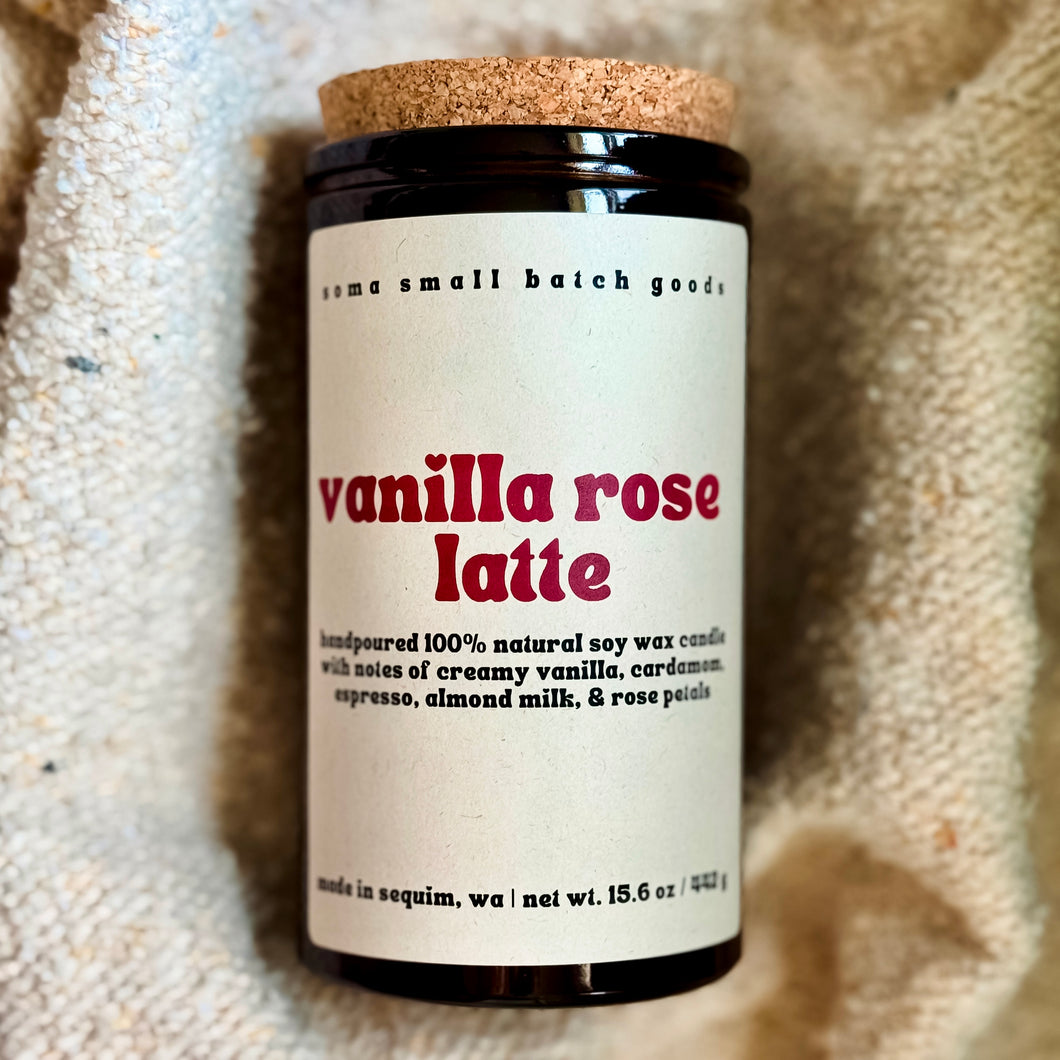 soma small batch goods
vanilla rose
latte
handpoured 100% natural soy wax candle
with notes of creamy vanilla, cardamom,
espresso, almond milk, & rose petals
made in sequim, wa | net wt. 15.6 oz / 442 g